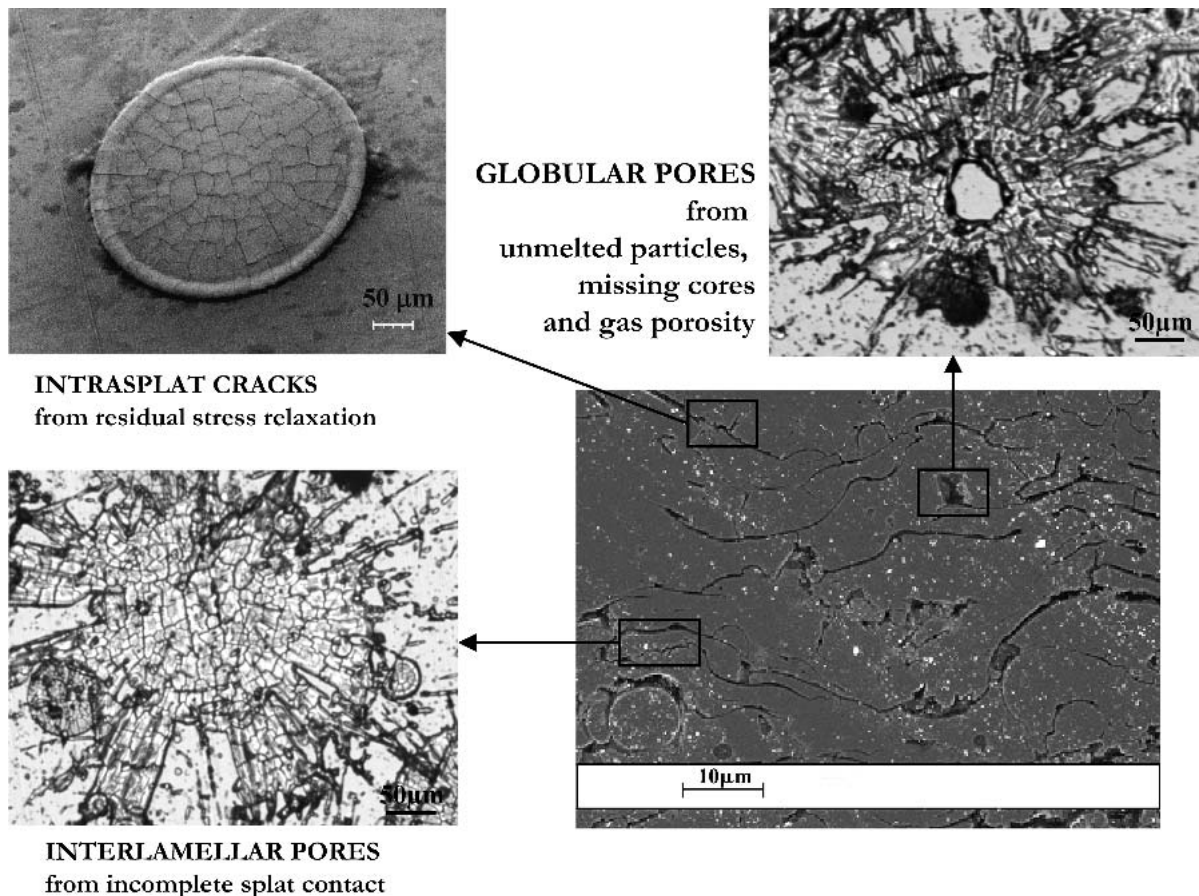 50 μm
GLOBULAR PORES
from
unmelted particles,
missing cores
and gas porosity
50μm
INTRASPLAT CRACKS
from residual stress relaxation
50μm
10μm
INTERLAMELLAR PORES
from incomplete splat contact